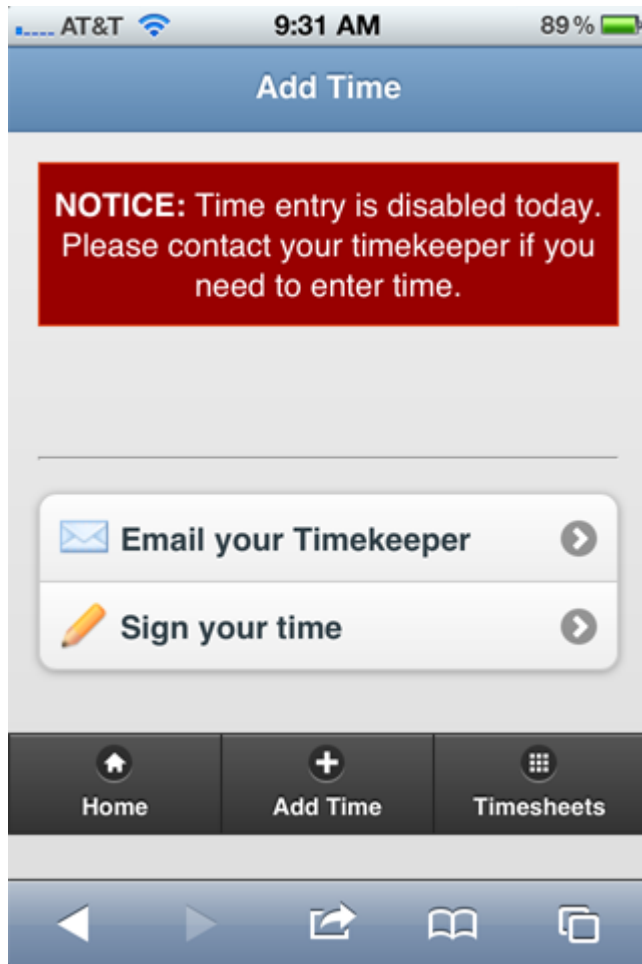 ..... AT&T 9:31 AM 89%
Add Time
NOTICE: Time entry is disabled today.
Please contact your timekeeper if you
need to enter time.
Email your Timekeeper
Sign your time
Home Add Time Timesheets